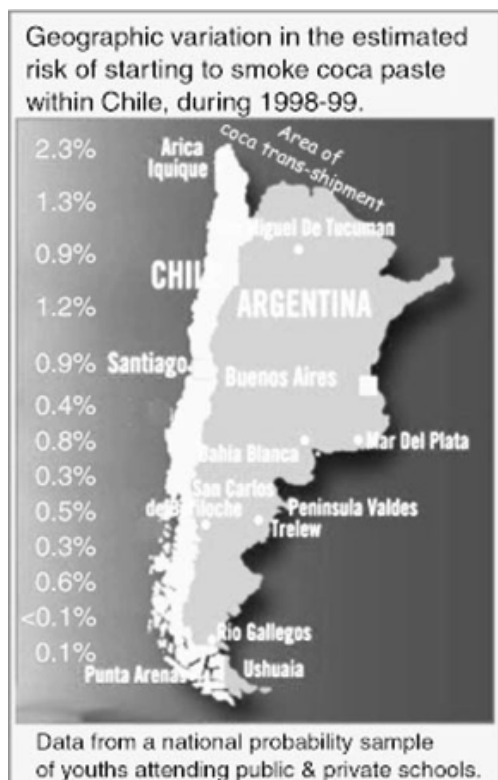 Geographic variation in the estimated
risk of starting to smoke coca paste
within Chile, during 1998-99.
Area of
coca trans-shipment
2.3%
Arica
Iquique
1.3%
Miguel De Tucuman
0.9%
CHILE
ARGENTINA
1.2%
0.9%
Santiago
Buenos Aires
0.4%
0.8%
Bahia Blanca
Mar Del Plata
0.3%
San Carlos
0.5%
de Bariloche
Peninsula Valdes
Trelew
0.3%
0.6%
<0.1%
Rio Gallegos
0.1%
Punta Arenas
Ushuaia
Data from a national probability sample
of youths attending public & private schools.